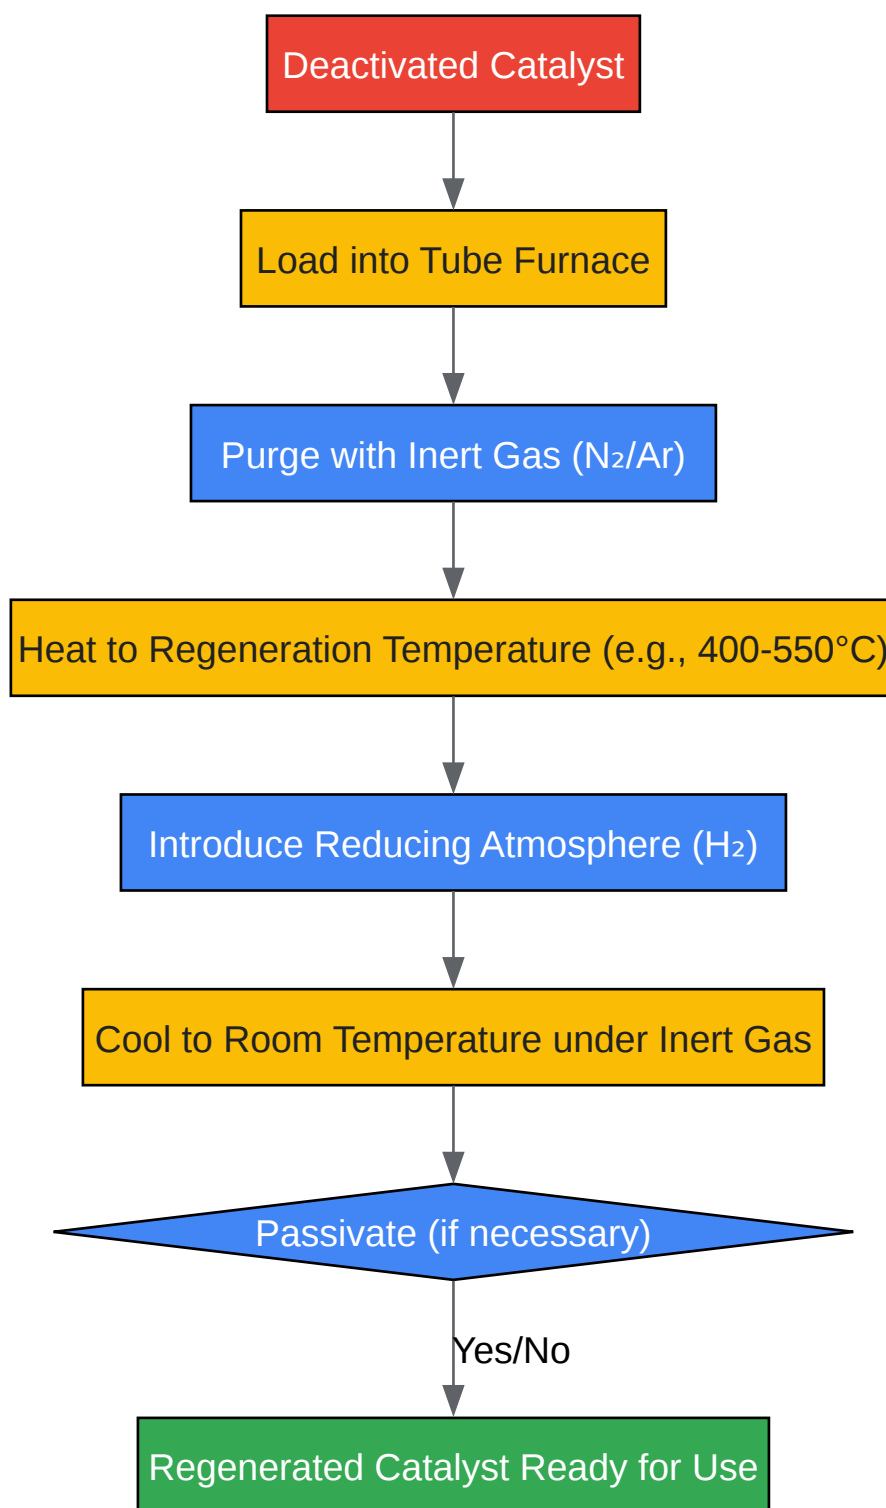 Deactivated Catalyst
Load into Tube Furnace
Purge with Inert Gas (N₂/Ar)
Heat to Regeneration Temperature (e.g., 400-550°C)
Introduce Reducing Atmosphere (H₂)
Cool to Room Temperature under Inert Gas
Passivate (if necessary)
Yes/No
Regenerated Catalyst Ready for Use